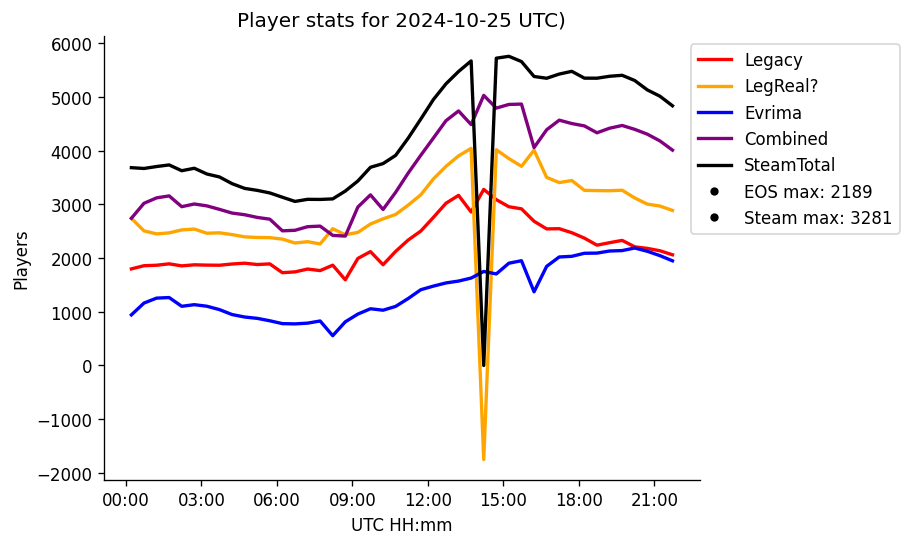 Player stats for 2024-10-25 UTC)
6000
5000
4000
3000
2000
1000
0
−1000
−2000
Players
00:00 03:00 06:00 09:00 12:00 15:00 18:00 21:00
UTC HH:mm
Legacy
LegReal?
Evrima
Combined
SteamTotal
EOS max: 2189
Steam max: 3281